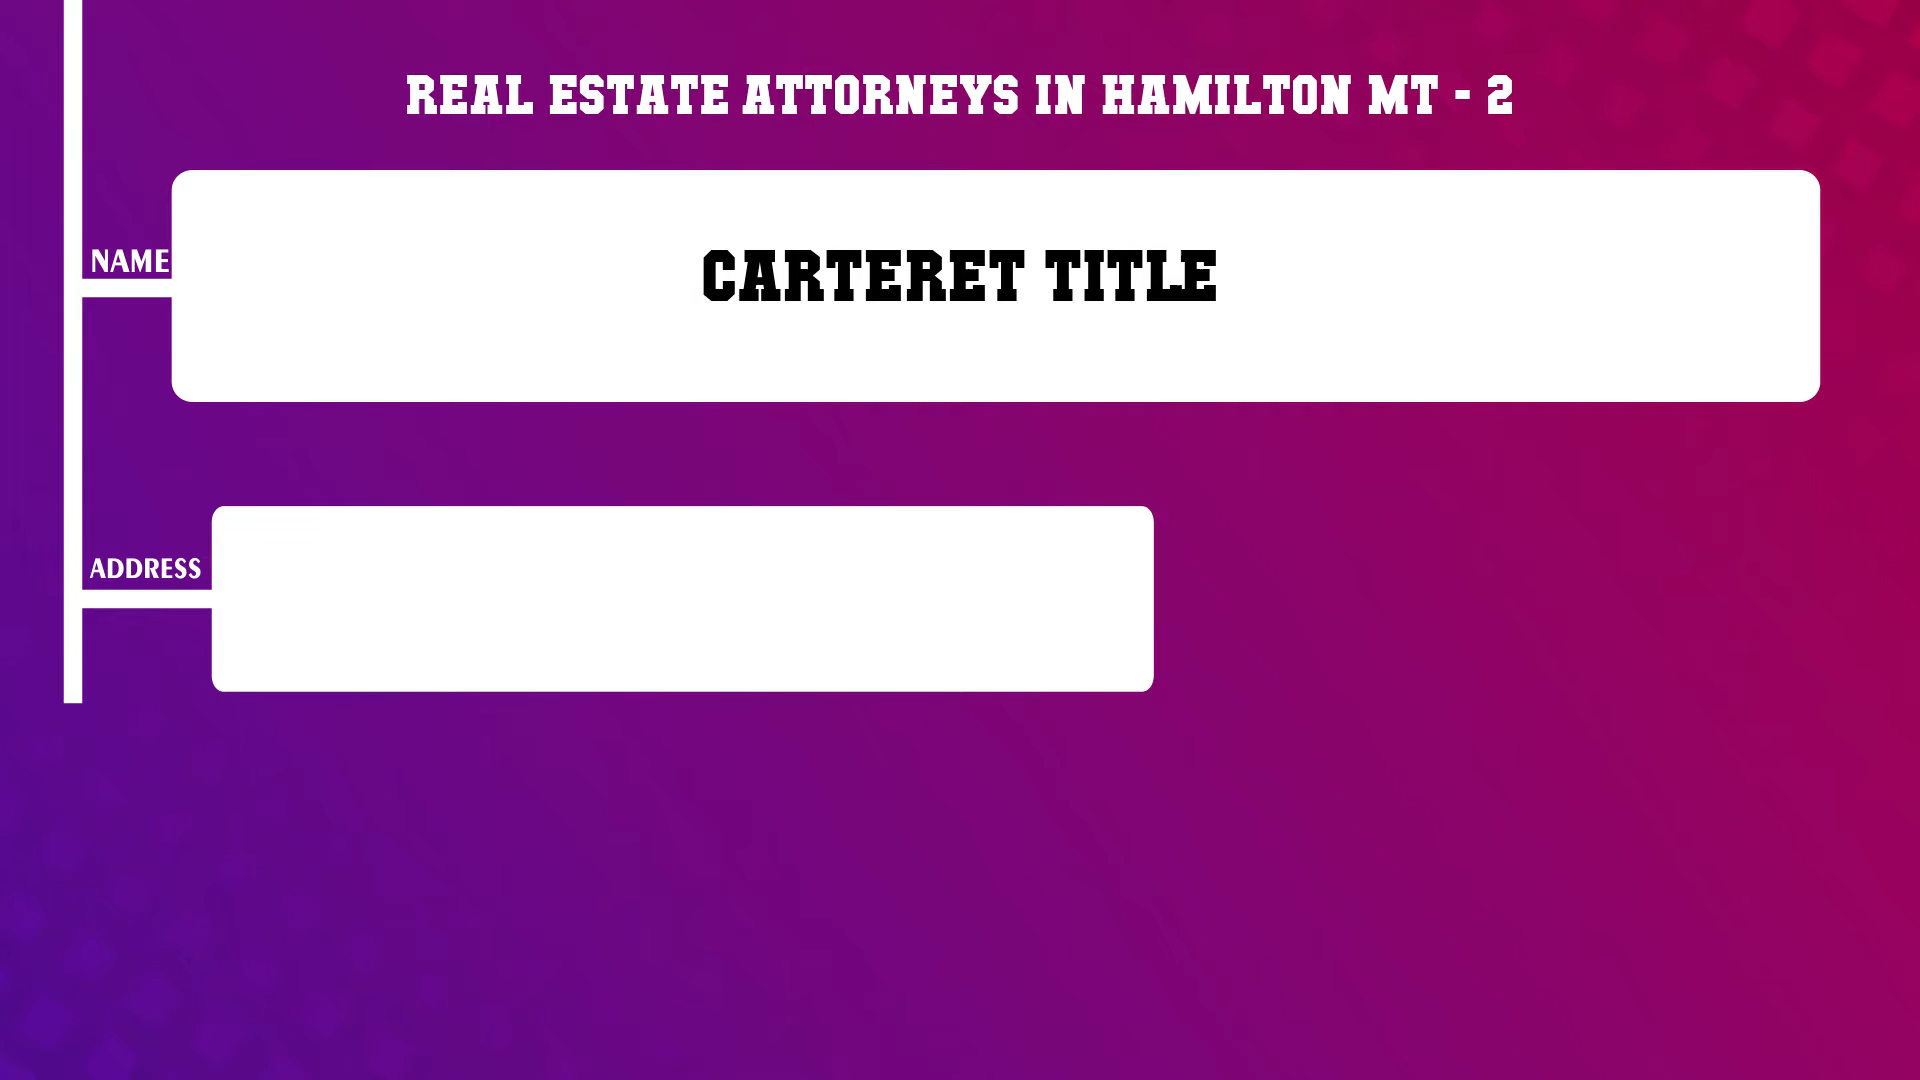 REAL ESTATE ATTORNEYS IN HAMILTON MT - 2
NAME
CARTERET TITLE
ADDRESS